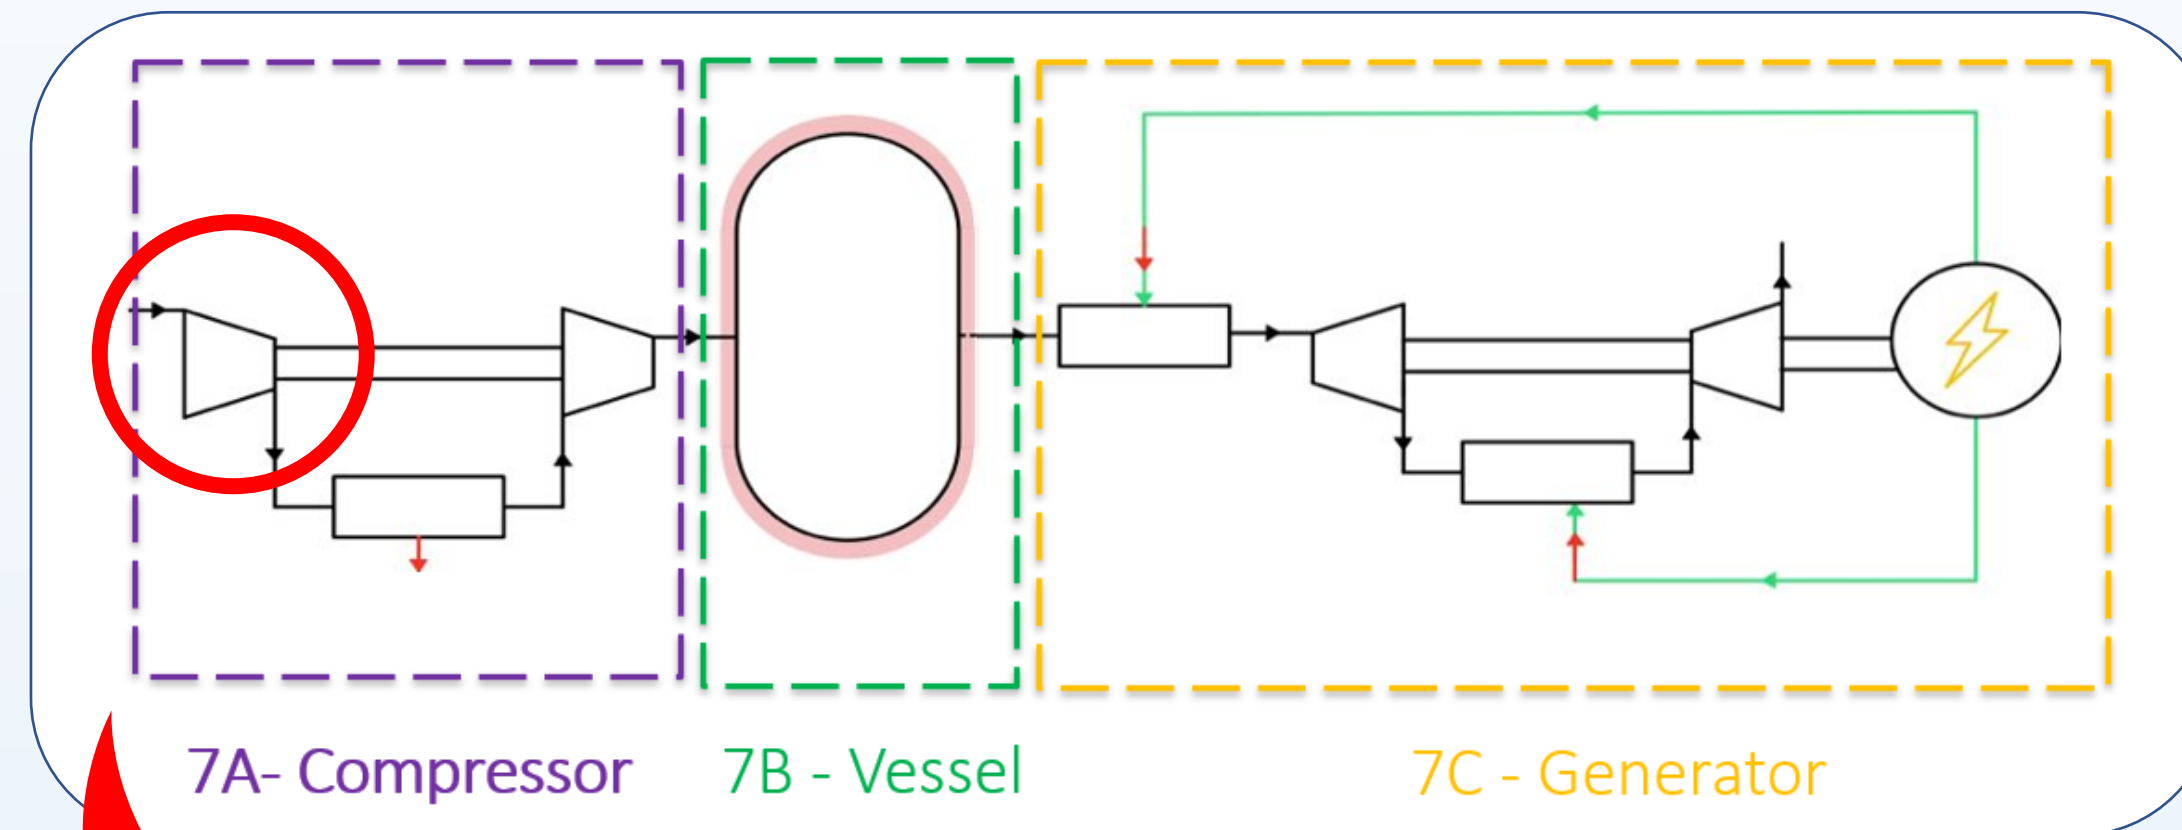 7A- Compressor
7B - Vessel
7C - Generator